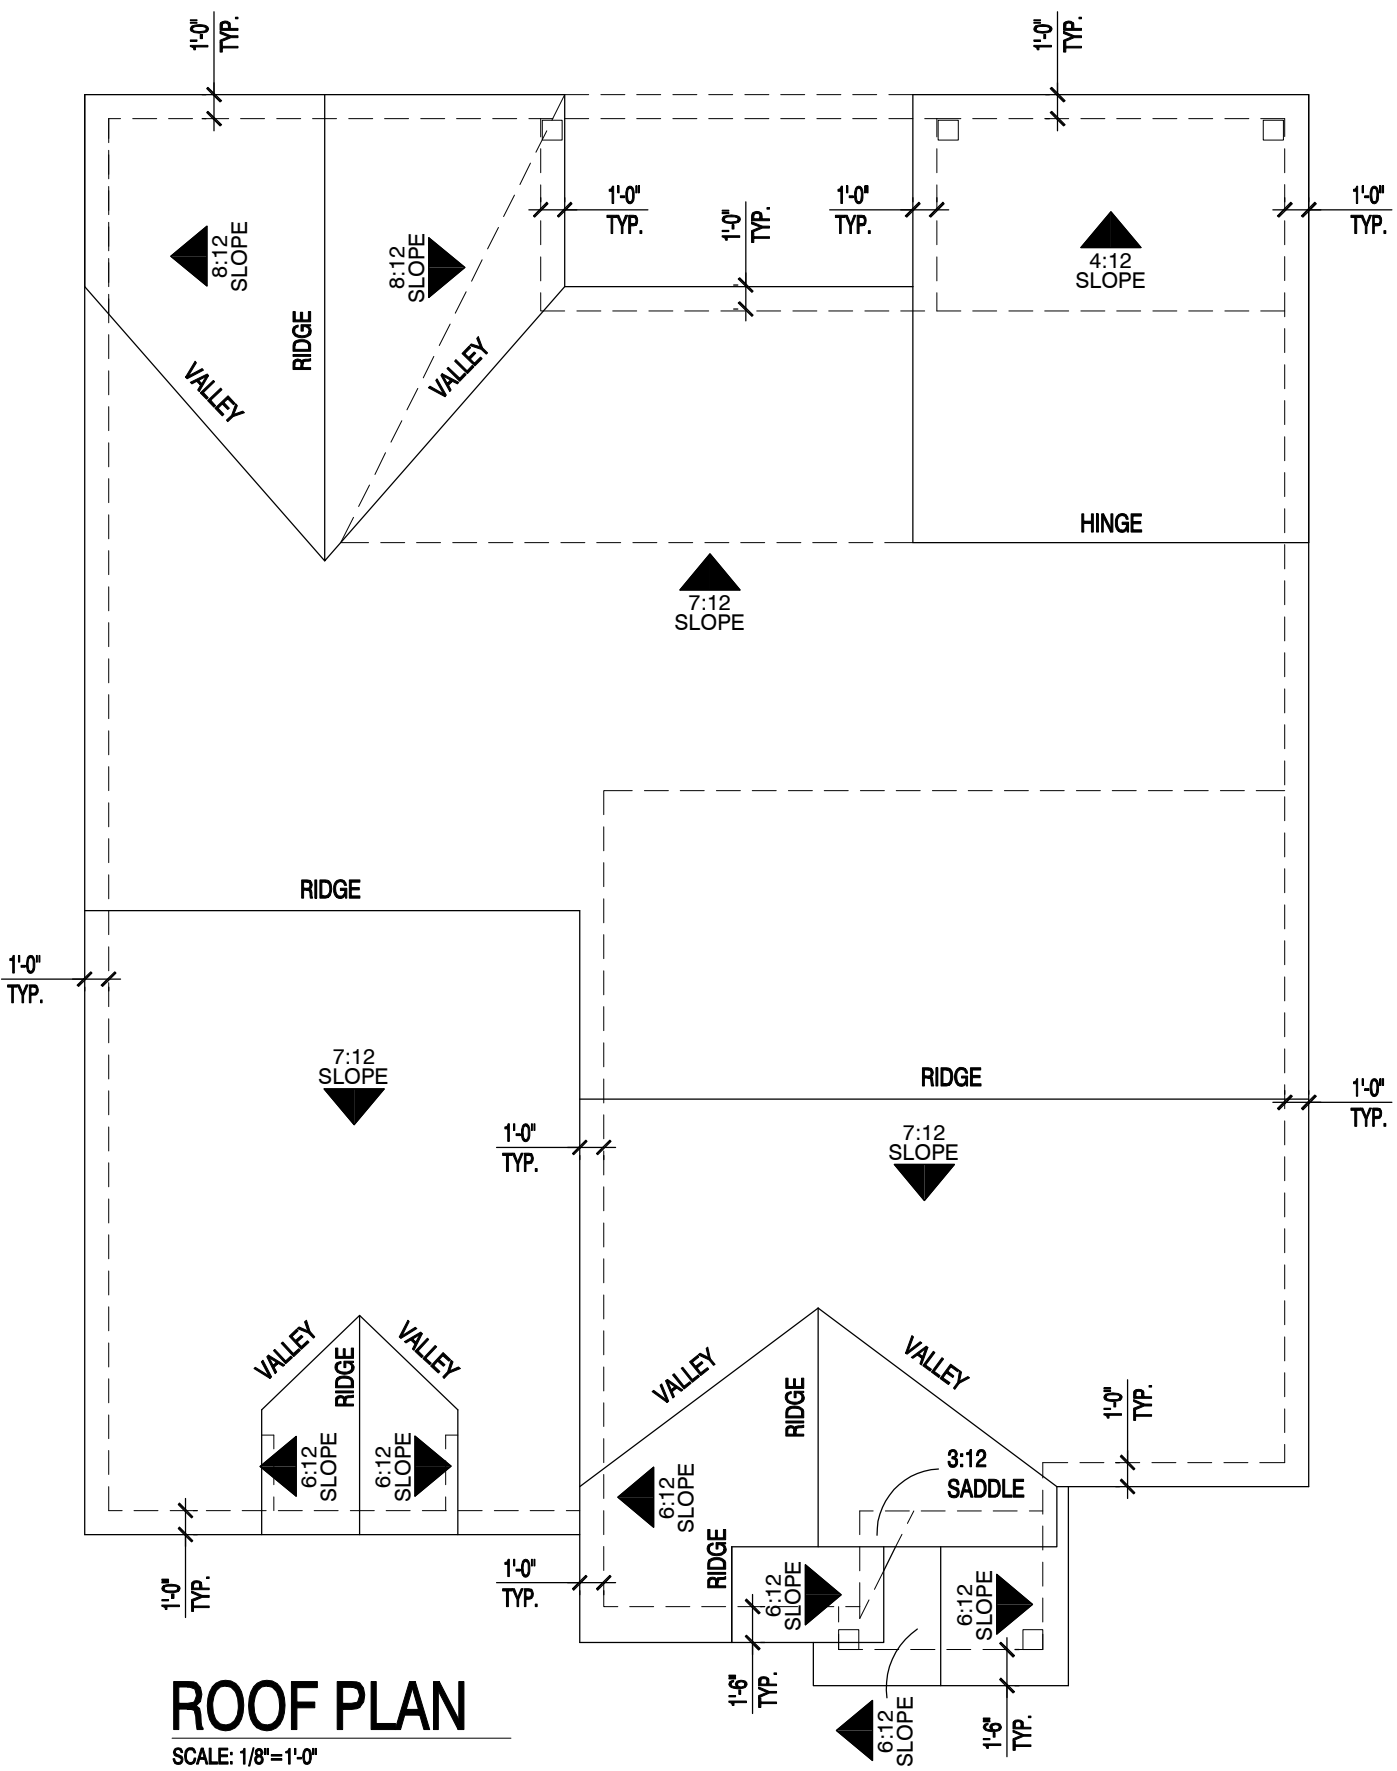 1'-0"
TYP.
1'-0"
TYP.
1'-0"
TYP.
1'-0"
TYP.
1'-0"
TYP.
1'-0"
TYP.
8:12
SLOPE
8:12
SLOPE
4:12
SLOPE
RIDGE
VALLEY
VALLEY
HINGE
7:12
SLOPE
RIDGE
1'-0"
TYP.
7:12
SLOPE
RIDGE
1'-0"
TYP.
1'-0"
TYP.
7:12
SLOPE
VALLEY
VALLEY
RIDGE
VALLEY
VALLEY
RIDGE
1'-0"
TYP.
6:12
SLOPE
6:12
SLOPE
6:12
SLOPE
3:12
SADDLE
RIDGE
1'-0"
TYP.
1'-0"
TYP.
6:12
SLOPE
6:12
SLOPE
1'-6"
TYP.
6:12
SLOPE
1'-6"
TYP.
ROOF PLAN
SCALE: 1/8"=1'-0"